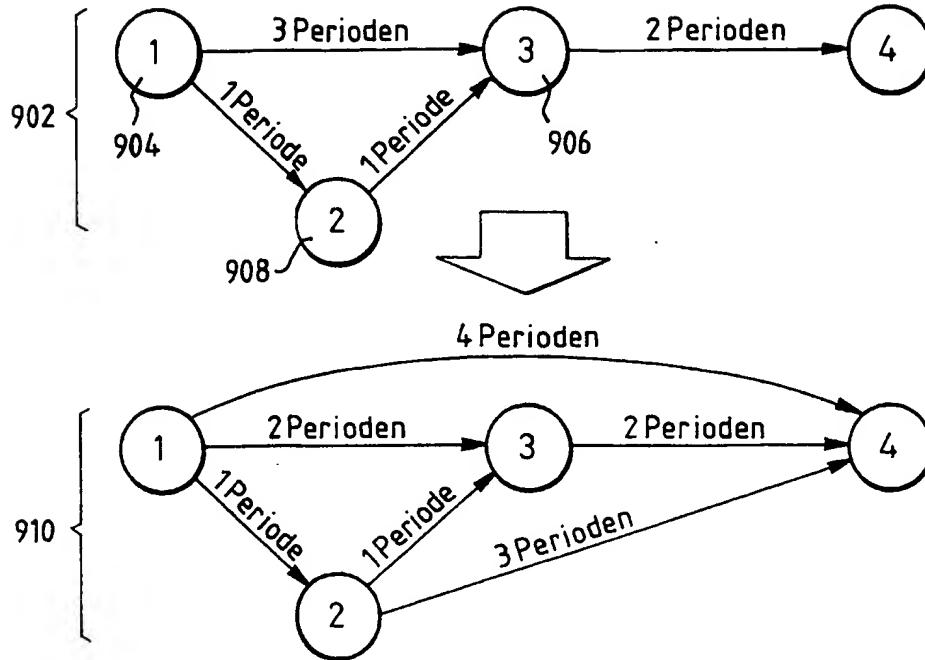 3 Perioden
2 Perioden
1
3
4
902
1 Periode
1 Periode
904
906
2
908
4 Perioden
1
2 Perioden
3
2 Perioden
4
910
1 Periode
1 Periode
3 Perioden
2